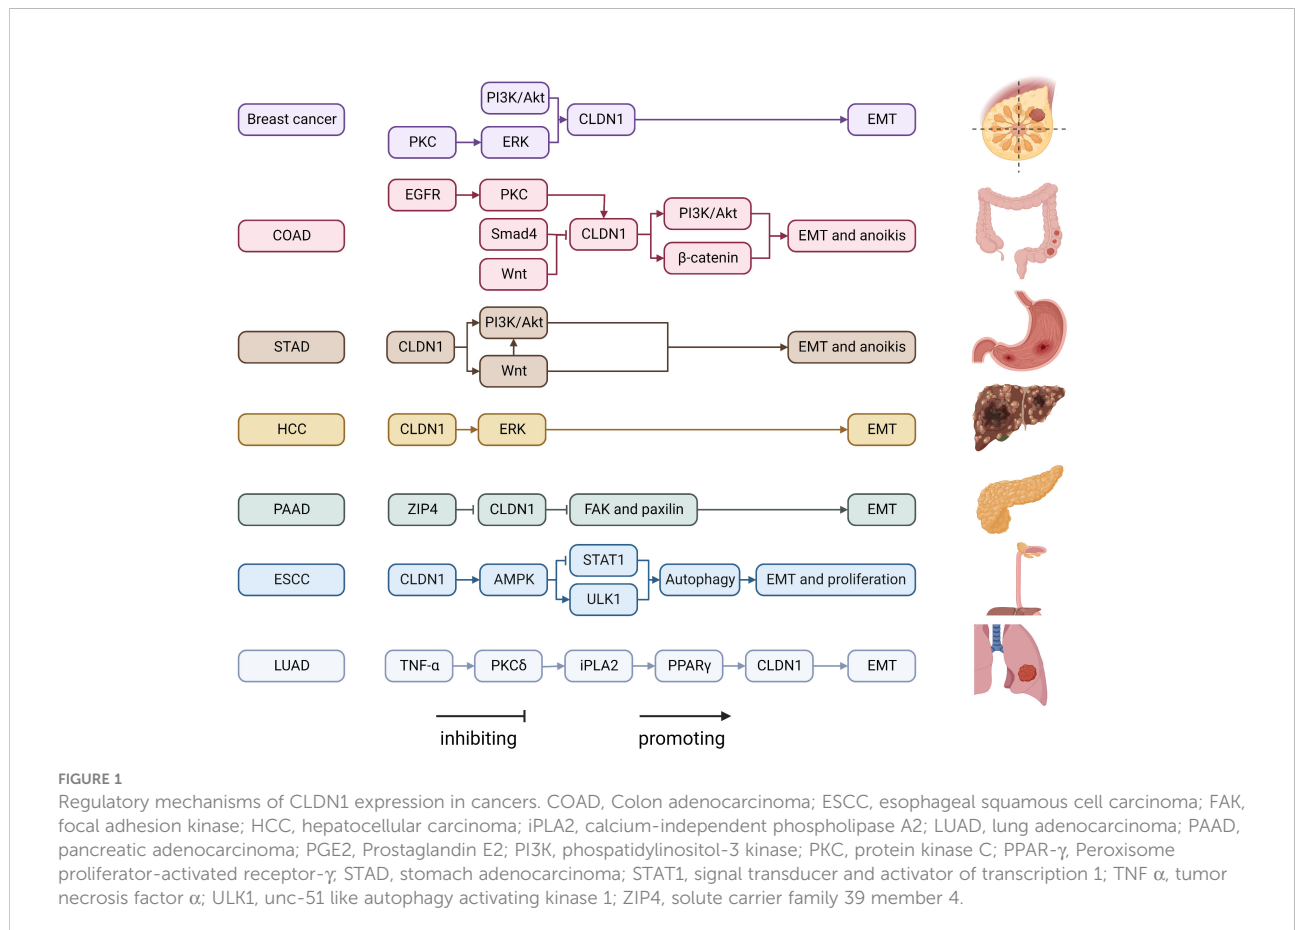 PI3K/Akt
Breast cancer
CLDN1
EMT
PKC
ERK
EGFR
PKC
COAD
Smad4
CLDN1
PI3K/Akt
EMT and anoikis
Wnt
β-catenin
STAD
CLDN1
PI3K/Akt
Wnt
EMT and anoikis
HCC
CLDN1
ERK
EMT
PAAD
ZIP4
CLDN1
FAK and paxilin
EMT
ESCC
CLDN1
AMPK
STAT1
ULK1
Autophagy
EMT and proliferation
LUAD
TNF-α
PKCδ
iPLA2
PPARγ
CLDN1
EMT
inhibiting
promoting
FIGURE 1
Regulatory mechanisms of CLDN1 expression in cancers. COAD, Colon adenocarcinoma; ESCC, esophageal squamous cell carcinoma; FAK,
focal adhesion kinase; HCC, hepatocellular carcinoma; iPLA2, calcium-independent phospholipase A2; LUAD, lung adenocarcinoma; PAAD,
pancreatic adenocarcinoma; PGE2, Prostaglandin E2; PI3K, phospatidylinositol-3 kinase; PKC, protein kinase C; PPAR-γ, Peroxisome
proliferator-activated receptor-γ; STAD, stomach adenocarcinoma; STAT1, signal transducer and activator of transcription 1; TNF α, tumor
necrosis factor α; ULK1, unc-51 like autophagy activating kinase 1; ZIP4, solute carrier family 39 member 4.